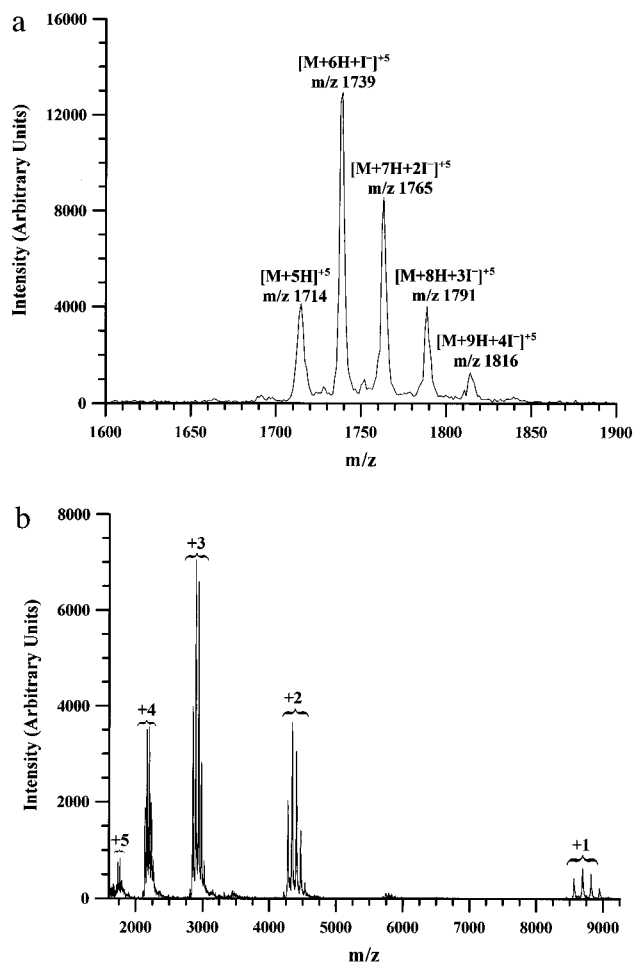 a
16000
12000
8000
4000
0
Intensity (Arbitrary Units)
[M+6H+I⁻]⁺⁵
m/z 1739
[M+7H+2I⁻]⁺⁵
m/z 1765
[M+5H]⁺⁵
m/z 1714
[M+8H+3I⁻]⁺⁵
m/z 1791
[M+9H+4I⁻]⁺⁵
m/z 1816
1600 1650 1700 1750 1800 1850 1900
m/z
b
8000
6000
4000
2000
0
Intensity (Arbitrary Units)
+3
+4
+2
+5
+1
2000 3000 4000 5000 6000 7000 8000 9000
m/z